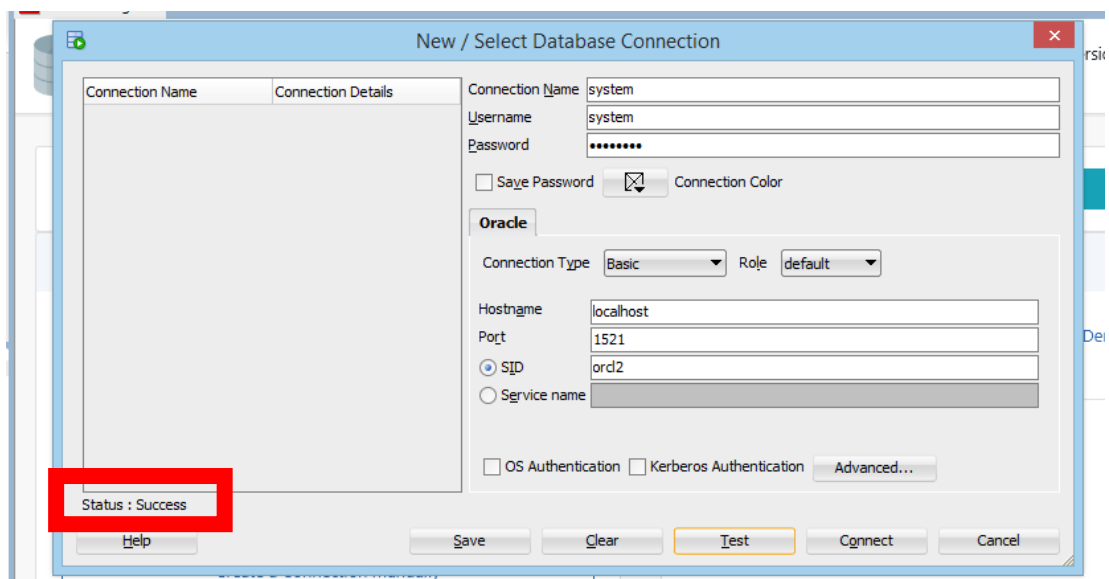 New / Select Database Connection
Connection Name Connection Details
Connection Name system
Username system
Password ••••••••
Save Password Connection Color
Oracle
Connection Type Basic Role default
Hostname localhost
Port 1521
SID orcl2
Service name
OS Authentication Kerberos Authentication Advanced...
Status : Success
Help Save Clear Test Connect Cancel